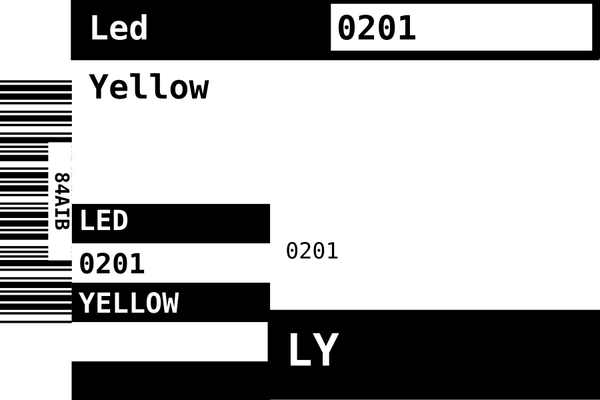 Led 0201
Yellow
84AIB
LED
0201
YELLOW
0201
LY